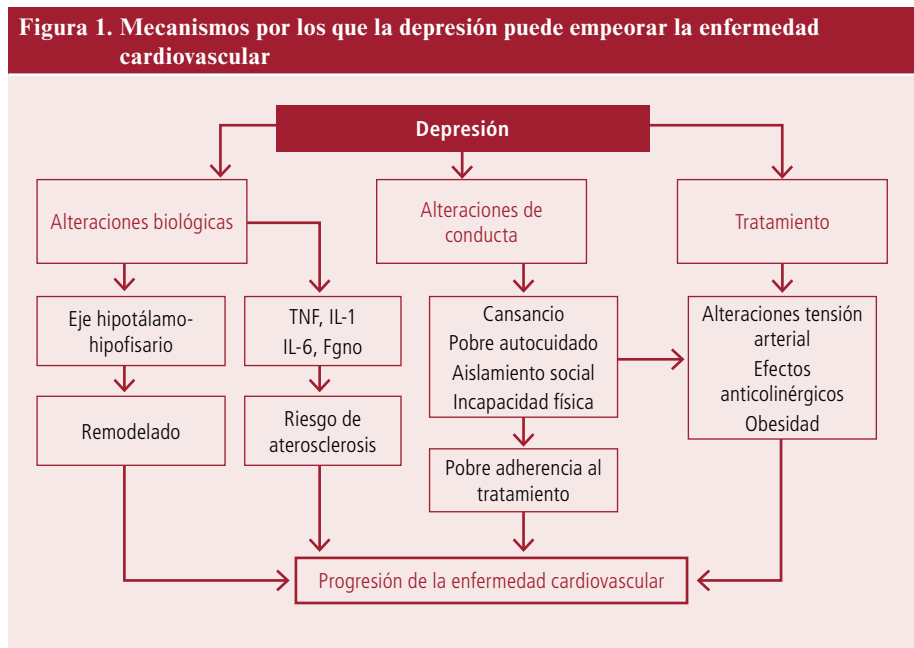 Figura 1. Mecanismos por los que la depresión puede empeorar la enfermedad
cardiovascular
Depresión
Alteraciones biológicas
Alteraciones de
conducta
Tratamiento
Eje hipotálamo-
hipofisario
TNF, IL-1
IL-6, Fgno
Cansancio
Pobre autocuidado
Aislamiento social
Incapacidad física
Alteraciones tensión
arterial
Efectos
anticolinérgicos
Obesidad
Remodelado
Riesgo de
aterosclerosis
Pobre adherencia al
tratamiento
Progresión de la enfermedad cardiovascular